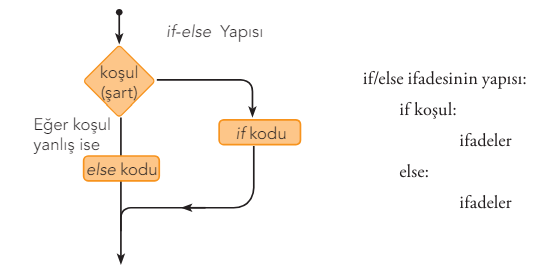 if-else Yapısı
koşul
(şart)
Eğer koşul
yanlış ise
if kodu
else kodu
if/else ifadesinin yapısı:
if koşul:
ifadeler
else:
ifadeler